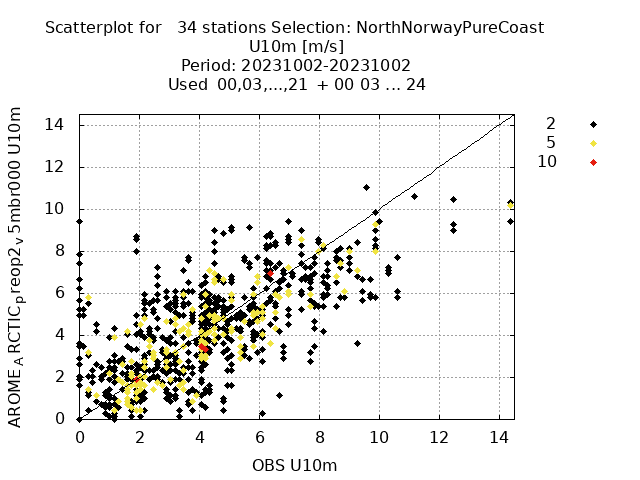 Scatterplot for 34 stations Selection: NorthNorwayPureCoast
U10m [m/s]
Period: 20231002-20231002
Used 00,03,...,21 + 00 03 ... 24
2
5
10
AROME_ARCTIC_preop2_v5mbr000 U10m
14
12
10
8
6
4
2
0
0 2 4 6 8 10 12 14
OBS U10m